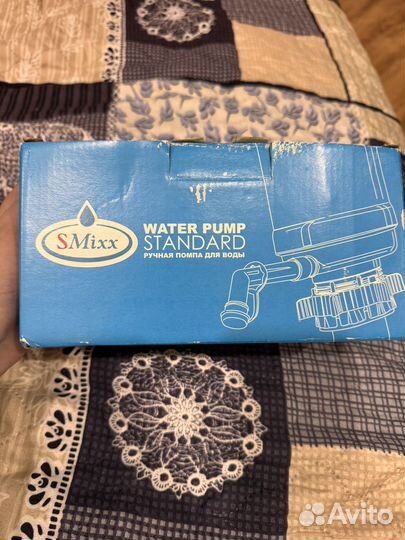 SMixx
WATER PUMP
STANDARD
РУЧНАЯ ПОМПА ДЛЯ ВОДЫ
Avito